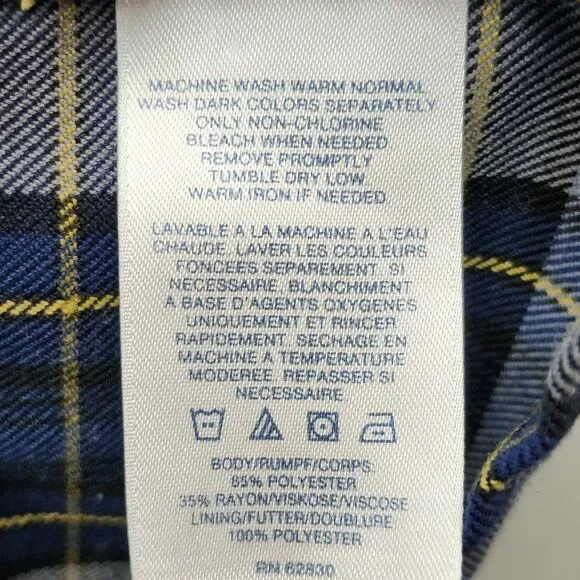 MACHINE WASH WARM NORMAL
WASH DARK COLORS SEPARATELY
ONLY NON-CHLORINE
BLEACH WHEN NEEDED
REMOVE PROMPTLY
TUMBLE DRY LOW
WARM IRON IF NEEDED
LAVABLE A LA MACHINE A L'EAU
CHAUDE. LAVER LES COULEURS
FONCEES SEPAREMENT. SI
NECESSAIRE, BLANCHIMENT
A BASE D'AGENTS OXYGENES
UNIQUEMENT ET RINCER
RAPIDEMENT. SECHAGE EN
MACHINE A TEMPERATURE
MODEREE. REPASSER SI
NECESSAIRE
BODY/RUMPF/CORPS:
65% POLYESTER
35% RAYON/VISKOSE/VISCOSE
LINING/FUTTER/DOUBLURE
100% POLYESTER
RN 62830